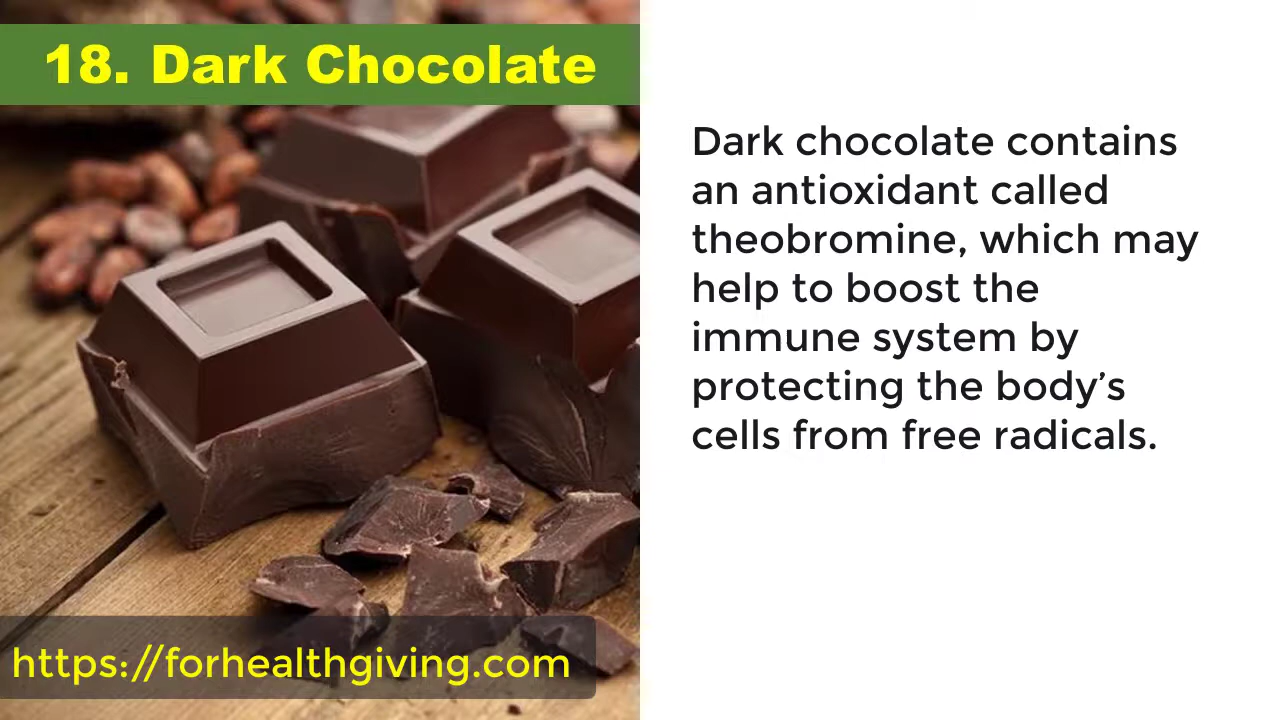 18. Dark Chocolate
Dark chocolate contains
an antioxidant called
theobromine, which may
help to boost the
immune system by
protecting the body’s
cells from free radicals.
https://forhealthgiving.com